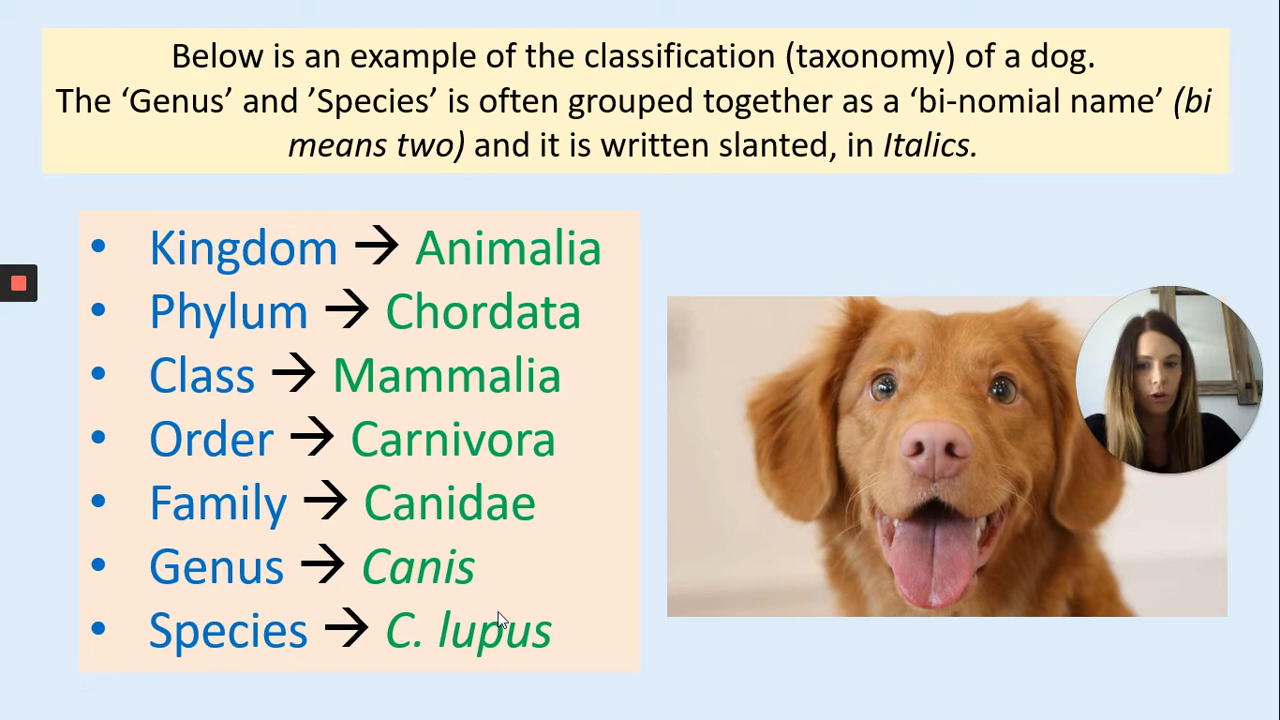 Below is an example of the classification (taxonomy) of a dog.
The ‘Genus’ and ’Species’ is often grouped together as a ‘bi-nomial name’ (bi
means two) and it is written slanted, in Italics.
• Kingdom → Animalia
• Phylum → Chordata
• Class → Mammalia
• Order → Carnivora
• Family → Canidae
• Genus → Canis
• Species → C. lupus